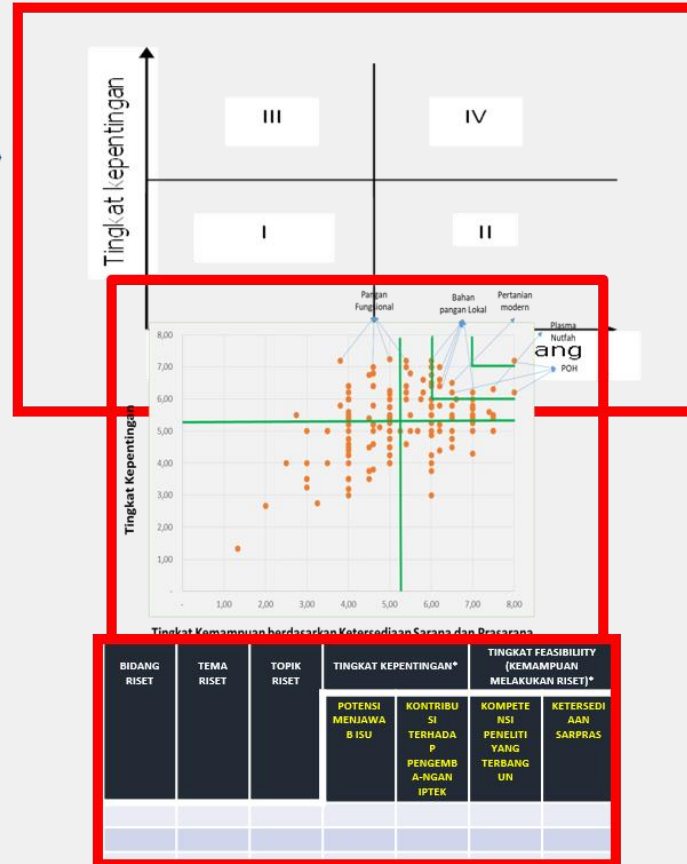 Tingkat kepentingan
III
IV
I
II
ang
Pangan
Fungsional
Bahan
pangan Lokal
Pertanian
modern
Plasma
Nutfah
POH
Tingkat Kepentingan
8,00
7,00
6,00
5,00
4,00
3,00
2,00
1,00
-
- 1,00 2,00 3,00 4,00 5,00 6,00 7,00 8,00
Tingkat Kemampuan berdasarkan Ketersediaan Sarana dan Prasarana
BIDANG
RISET
TEMA
RISET
TOPIK
RISET
TINGKAT KEPENTINGAN*
TINGKAT FEASIBILIITY
(KEMAMPUAN
MELAKUKAN RISET)*
POTENSI
MENJAWA
B ISU
KONTRIBU
SI
TERHADA
P
PENGEMB
A-NGAN
IPTEK
KOMPETE
NSI
PENELITI
YANG
TERBANG
UN
KETERSEDI
AAN
SARPRAS